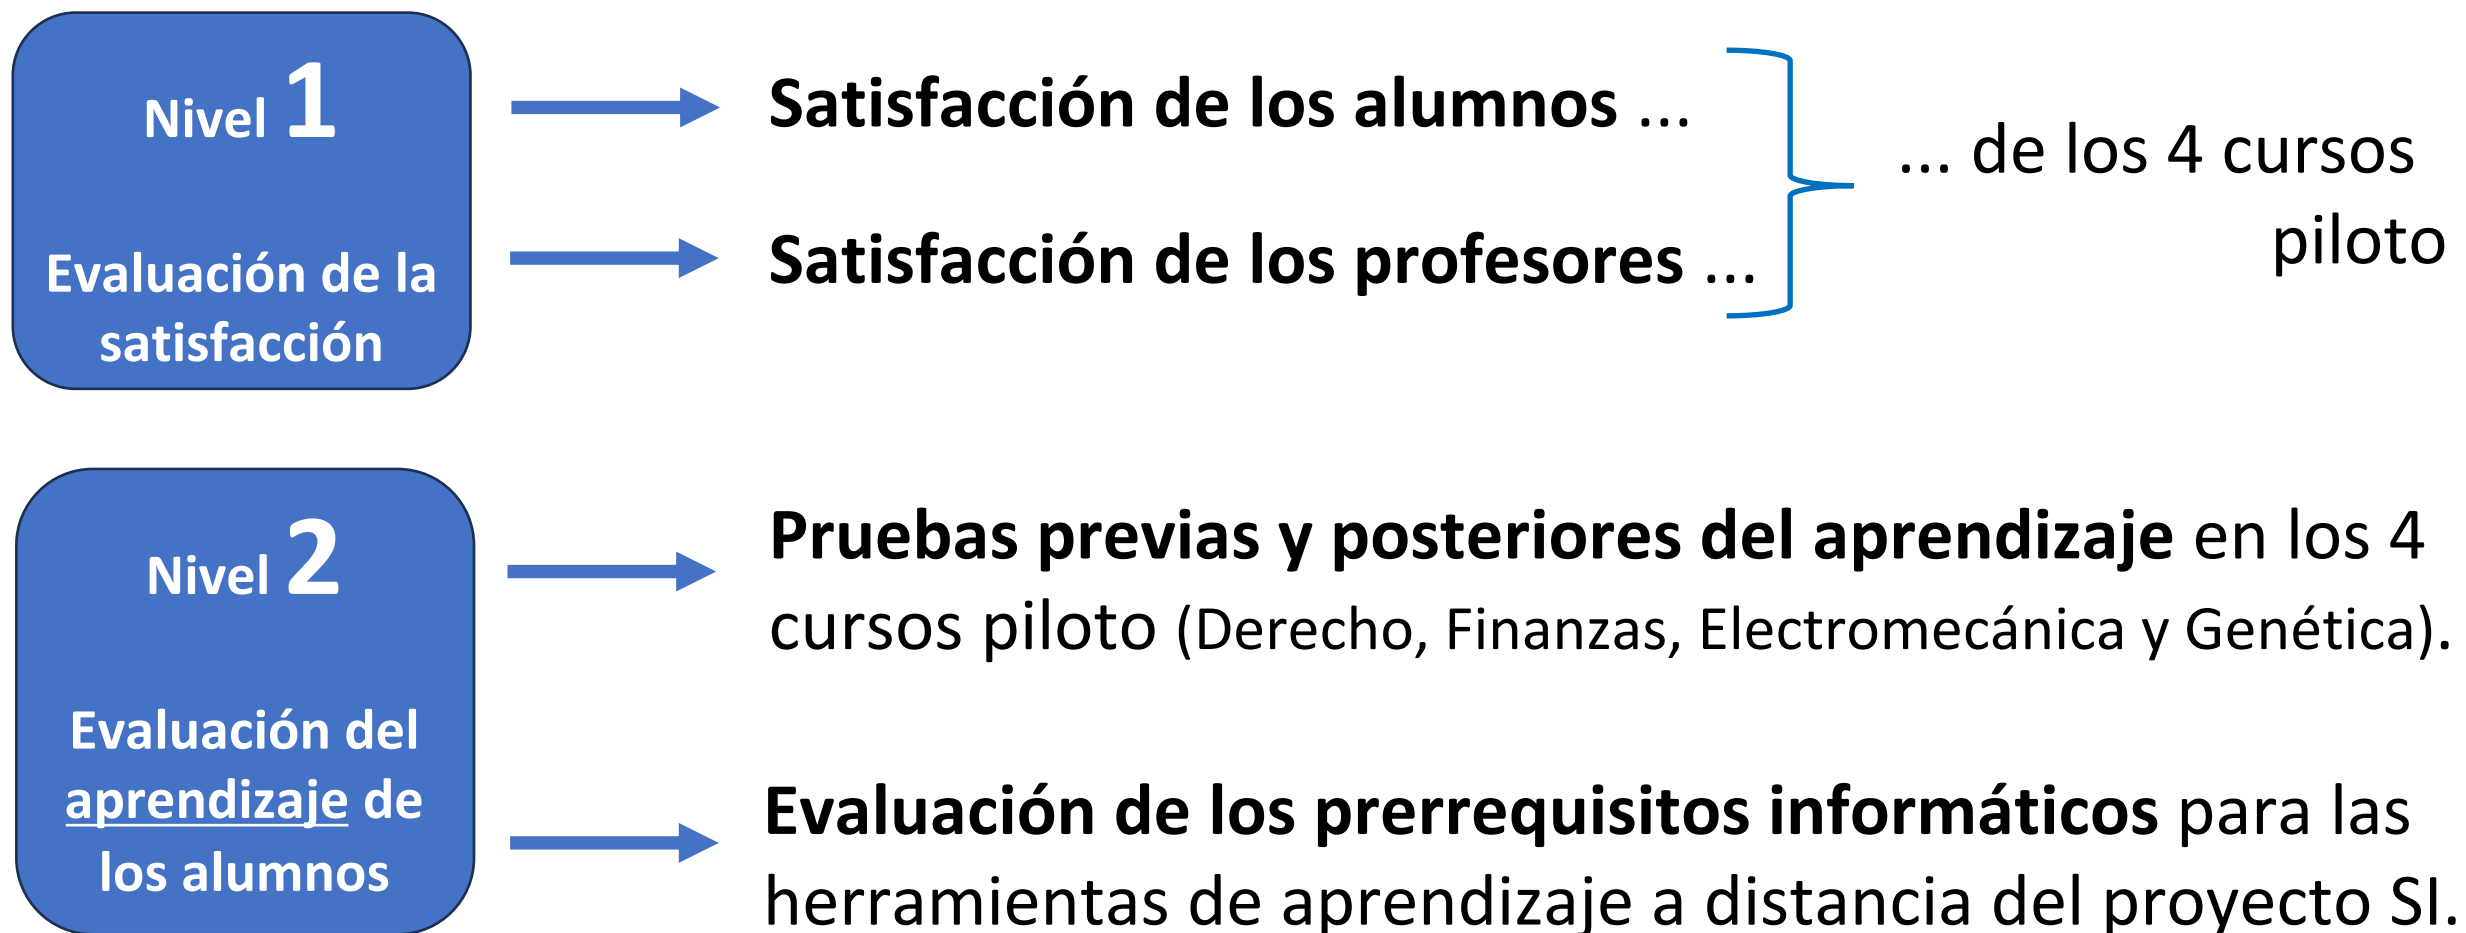 Nivel 1
Evaluación de la
satisfacción
Satisfacción de los alumnos ...
Satisfacción de los profesores ...
... de los 4 cursos
piloto
Nivel 2
Evaluación del
aprendizaje de
los alumnos
Pruebas previas y posteriores del aprendizaje en los 4
cursos piloto (Derecho, Finanzas, Electromecánica y Genética).
Evaluación de los prerrequisitos informáticos para las
herramientas de aprendizaje a distancia del proyecto SI.